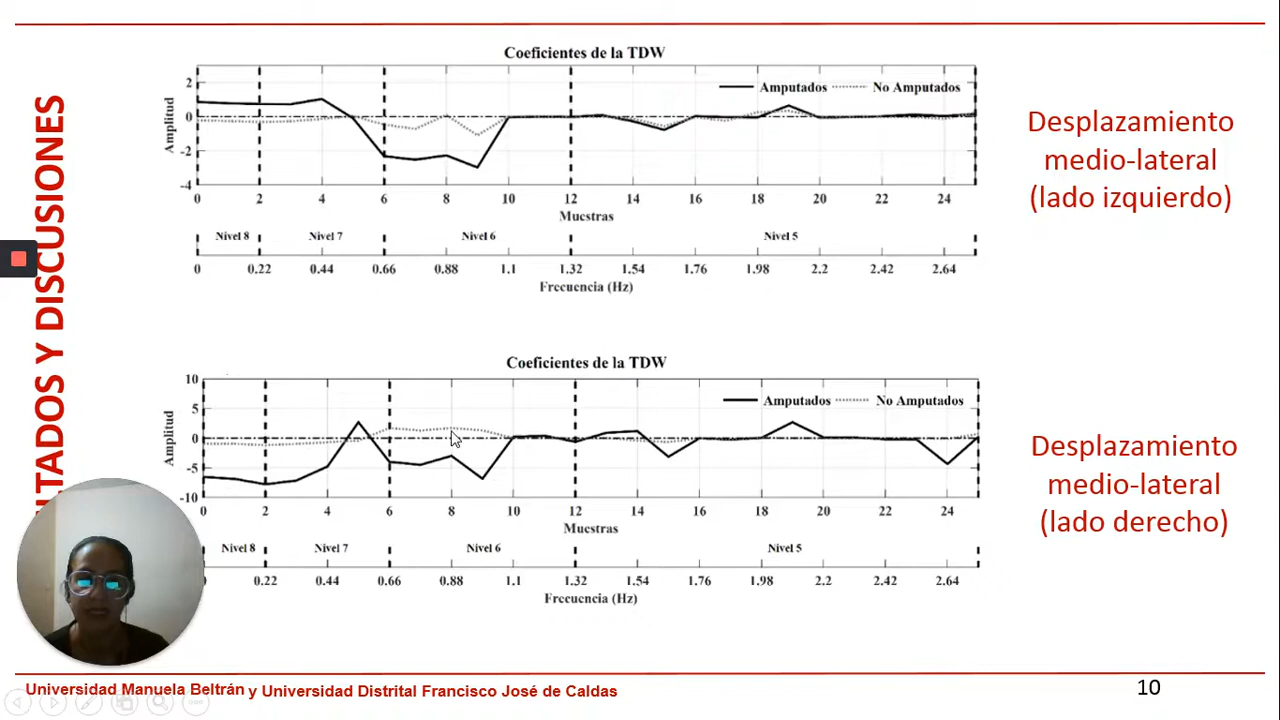 LTADOS Y DISCUSIONES
Coeficientes de la TDW
Amputados No Amputados
Amplitud
2
0
-2
-4
0 2 4 6 8 10 12 14 16 18 20 22 24
Muestras
Nivel 8 Nivel 7 Nivel 6 Nivel 5
0 0.22 0.44 0.66 0.88 1.1 1.32 1.54 1.76 1.98 2.2 2.42 2.64
Frecuencia (Hz)
Desplazamiento
medio-lateral
(lado izquierdo)
Coeficientes de la TDW
Amputados No Amputados
Amplitud
10
5
0
-5
-10
0 2 4 6 8 10 12 14 16 18 20 22 24
Muestras
Nivel 8 Nivel 7 Nivel 6 Nivel 5
0.22 0.44 0.66 0.88 1.1 1.32 1.54 1.76 1.98 2.2 2.42 2.64
Frecuencia (Hz)
Desplazamiento
medio-lateral
(lado derecho)
Universidad Manuela Beltrán y Universidad Distrital Francisco José de Caldas
10